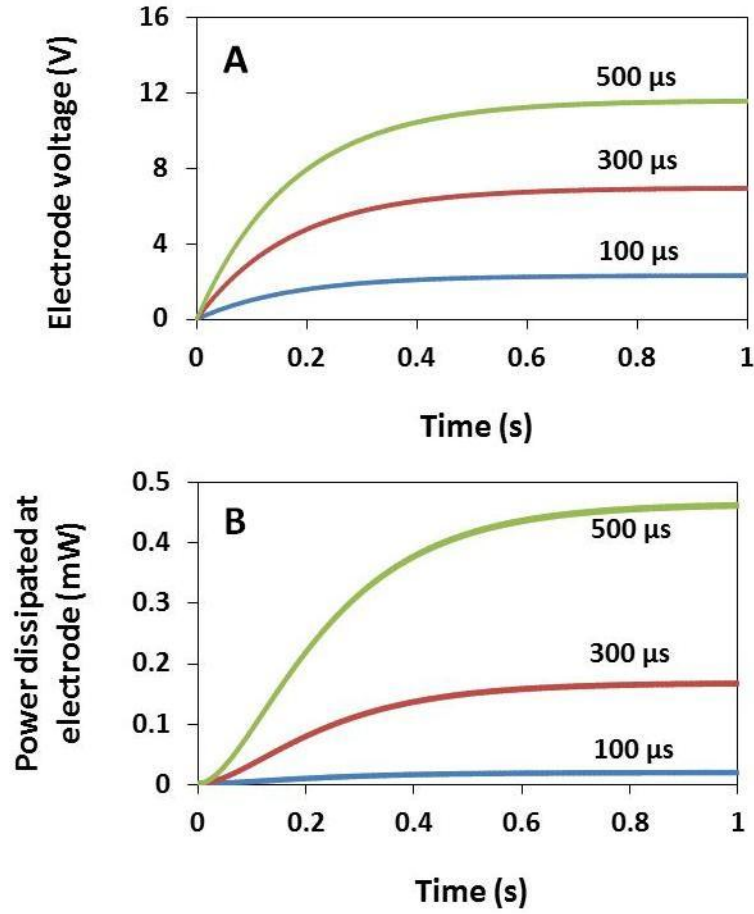 A
Electrode voltage (V)
16
12
8
4
0
500 µs
300 µs
100 µs
0 0.2 0.4 0.6 0.8 1
Time (s)
B
Power dissipated at
electrode (mW)
0.5
0.4
0.3
0.2
0.1
0
500 µs
300 µs
100 µs
0 0.2 0.4 0.6 0.8 1
Time (s)